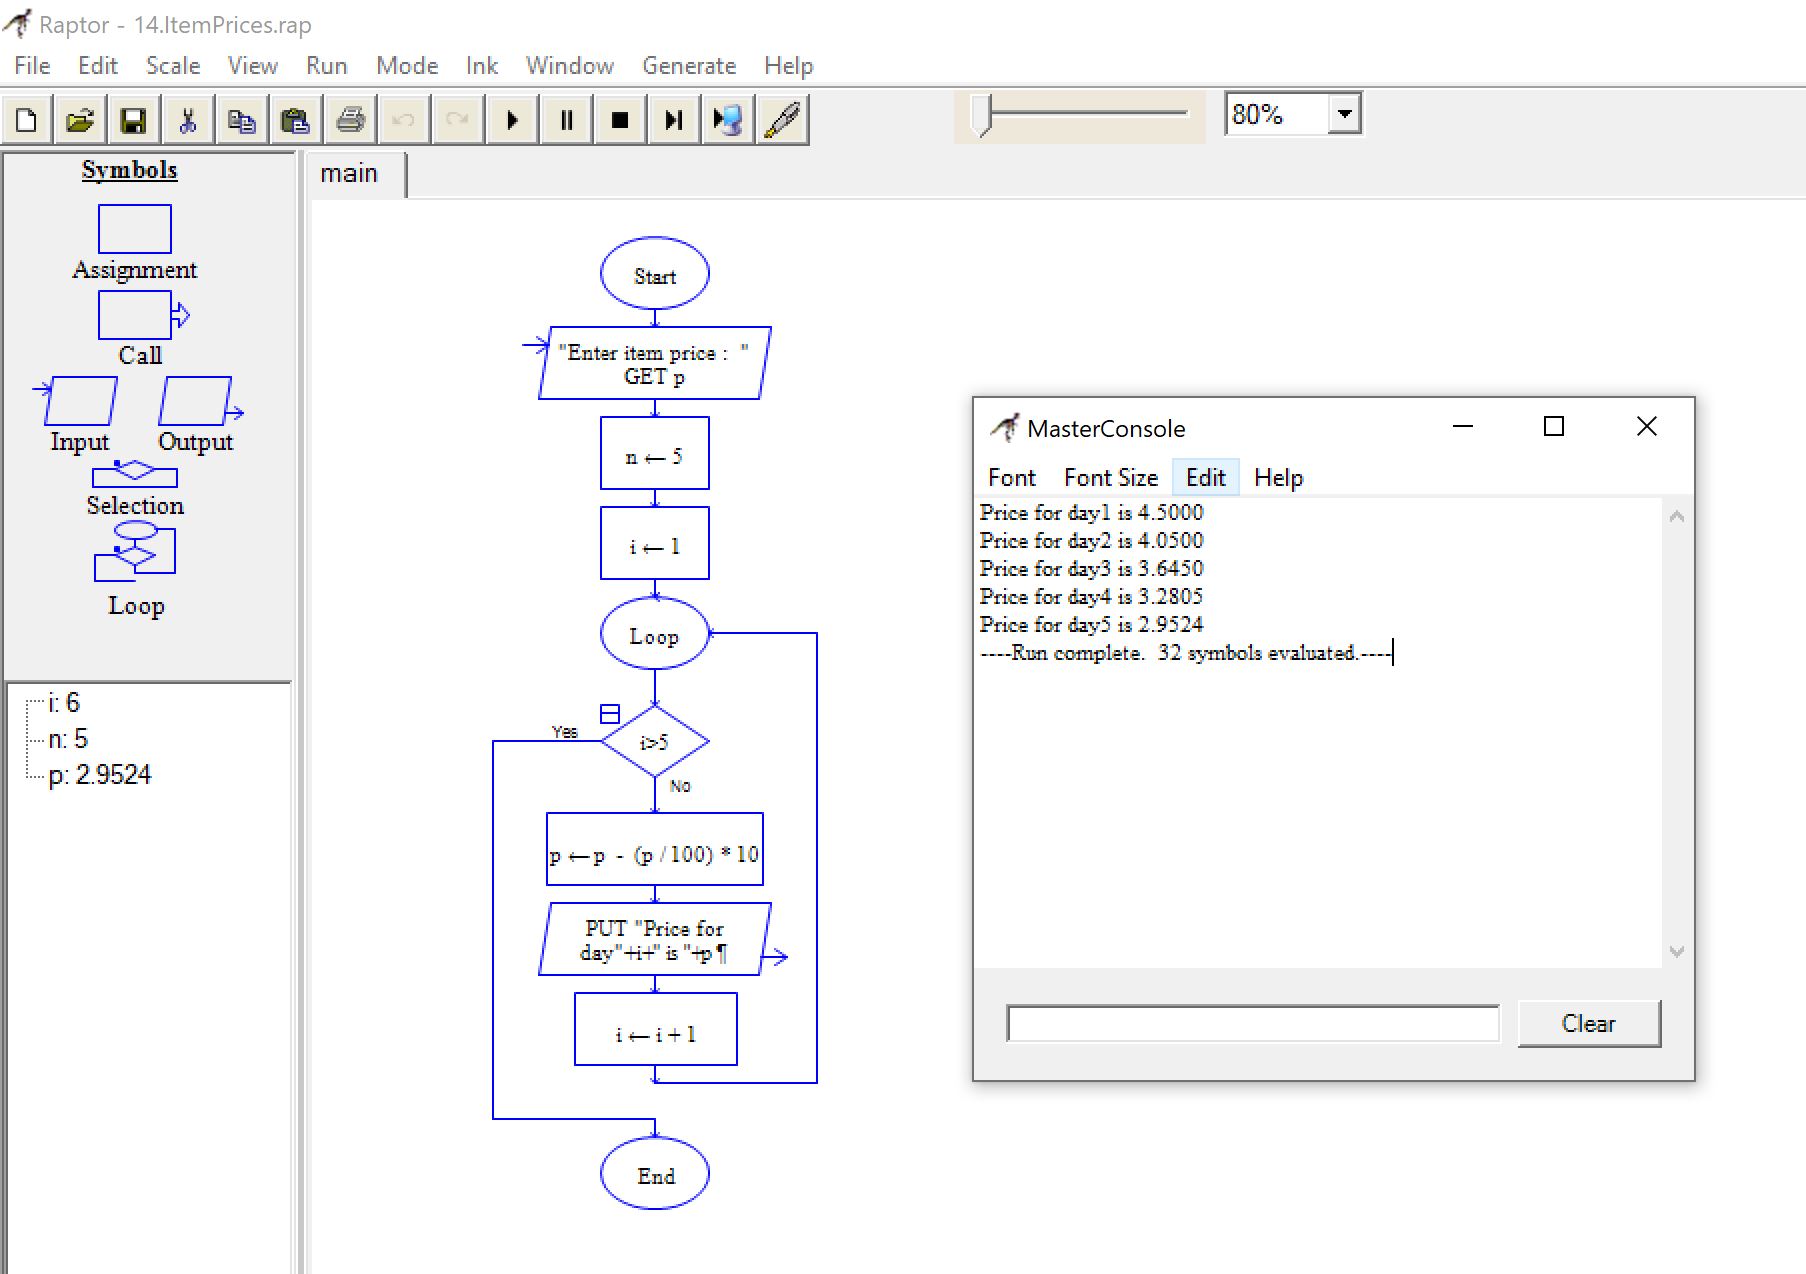 Raptor - 14.ItemPrices.rap
File Edit Scale View Run Mode Ink Window Generate Help
80%
Symbols
Assignment
Call
Input Output
Selection
Loop
i: 6
n: 5
p: 2.9524
main
Start
"Enter item price :  "
GET p
n ← 5
i ← 1
Loop
i>5
Yes
No
p ← p - (p / 100) * 10
PUT "Price for
day"+i+" is "+p ¶
i ← i + 1
End
MasterConsole
Font Font Size Edit Help
Price for day1 is 4.5000
Price for day2 is 4.0500
Price for day3 is 3.6450
Price for day4 is 3.2805
Price for day5 is 2.9524
----Run complete.  32 symbols evaluated.----
Clear